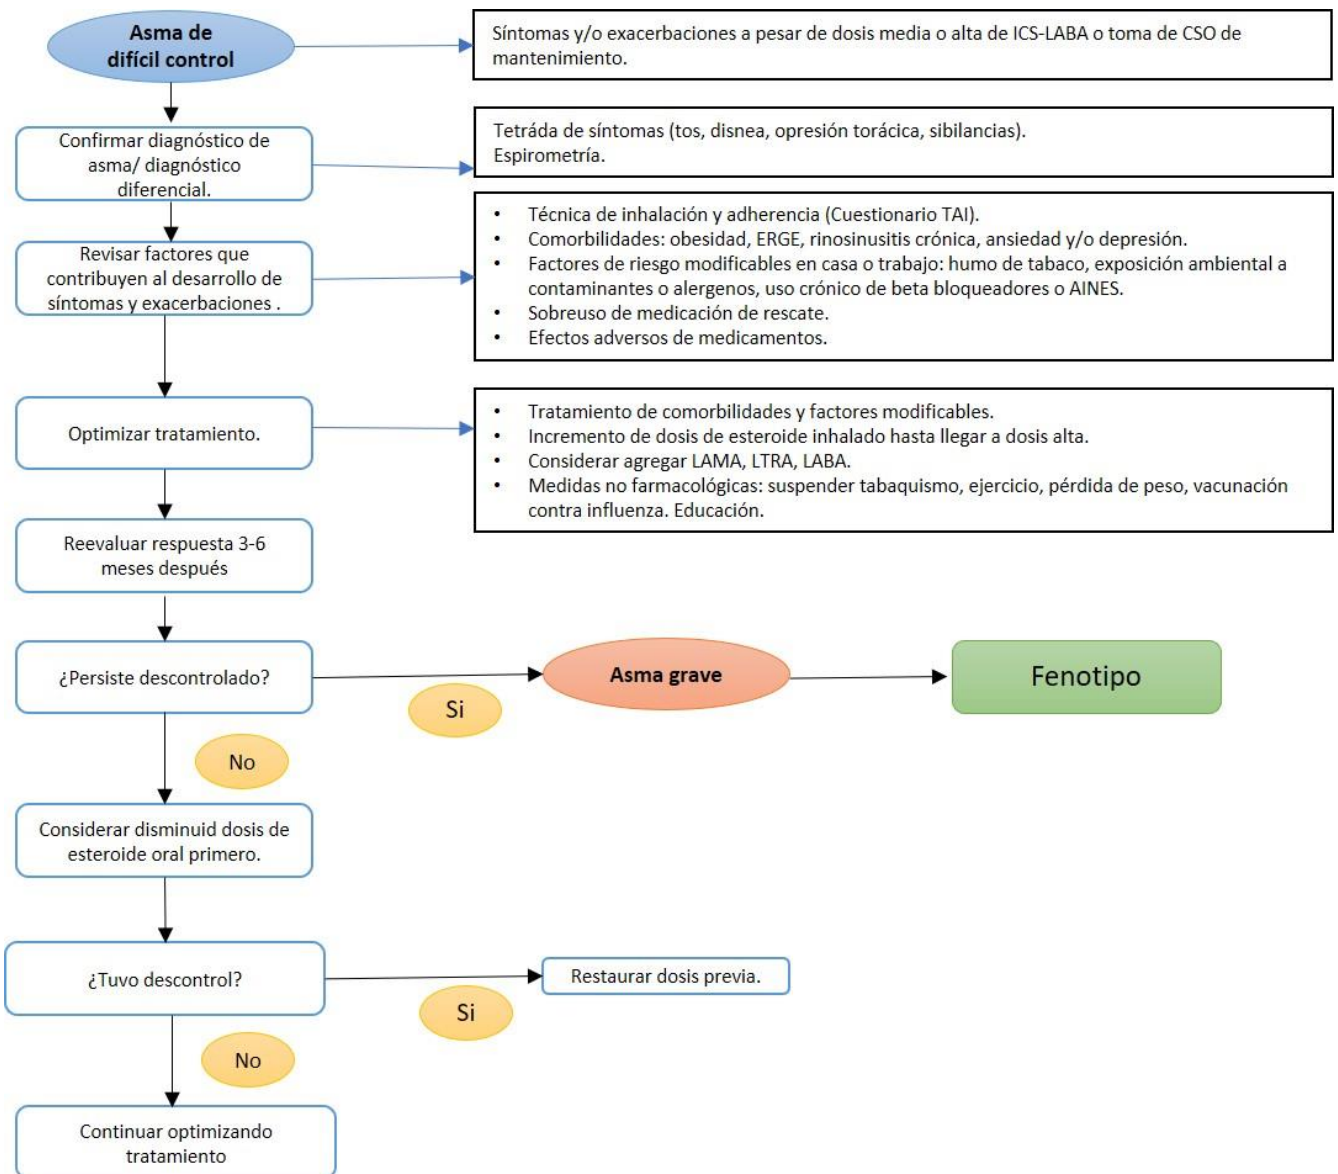 Asma de
difícil control
Síntomas y/o exacerbaciones a pesar de dosis media o alta de ICS-LABA o toma de CSO de
mantenimiento.
Confirmar diagnóstico de
asma/ diagnóstico
diferencial.
Tetráda de síntomas (tos, disnea, opresión torácica, sibilancias).
Espirometría.
Revisar factores que
contribuyen al desarrollo de
síntomas y exacerbaciones .
• Técnica de inhalación y adherencia (Cuestionario TAI).
• Comorbilidades: obesidad, ERGE, rinosinusitis crónica, ansiedad y/o depresión.
• Factores de riesgo modificables en casa o trabajo: humo de tabaco, exposición ambiental a
contaminantes o alergenos, uso crónico de beta bloqueadores o AINES.
• Sobreuso de medicación de rescate.
• Efectos adversos de medicamentos.
Optimizar tratamiento.
• Tratamiento de comorbilidades y factores modificables.
• Incremento de dosis de esteroide inhalado hasta llegar a dosis alta.
• Considerar agregar LAMA, LTRA, LABA.
• Medidas no farmacológicas: suspender tabaquismo, ejercicio, pérdida de peso, vacunación
contra influenza. Educación.
Reevaluar respuesta 3-6
meses después
¿Persiste descontrolado?
Si
Asma grave
Fenotipo
No
Considerar disminuid dosis de
esteroide oral primero.
¿Tuvo descontrol?
Si
Restaurar dosis previa.
No
Continuar optimizando
tratamiento